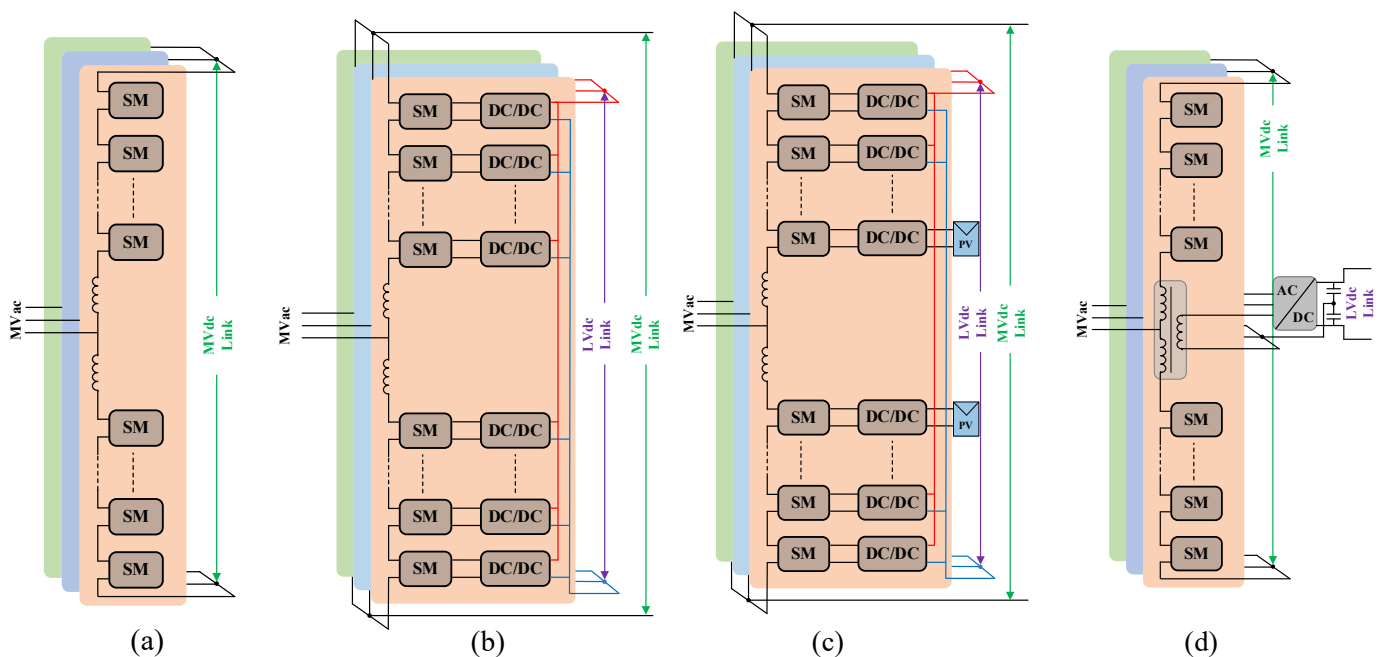 SM
SM
SM
SM
SM
SM
MVac
MVdc
Link
(a)
SM DC/DC
SM DC/DC
SM DC/DC
SM DC/DC
SM DC/DC
SM DC/DC
MVac
LVdc
Link
MVdc
Link
(b)
SM DC/DC
SM DC/DC
SM DC/DC PV
SM DC/DC PV
SM DC/DC
SM DC/DC
MVac
LVdc
Link
MVdc
Link
(c)
SM
SM
SM
SM
SM
SM
MVac
MVdc
Link
AC
DC
LVdc
Link
(d)